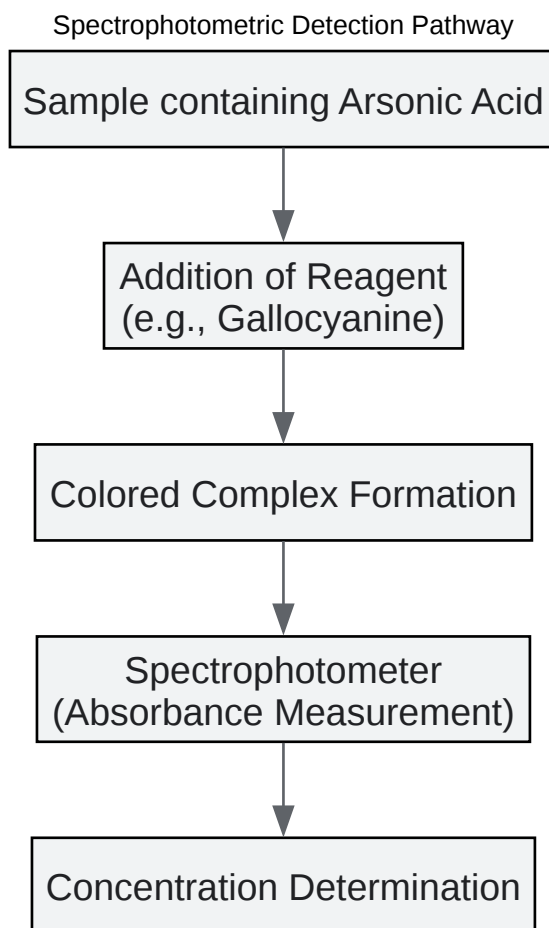 Spectrophotometric Detection Pathway
Sample containing Arsonic Acid
Addition of Reagent
(e.g., Gallocyanine)
Colored Complex Formation
Spectrophotometer
(Absorbance Measurement)
Concentration Determination